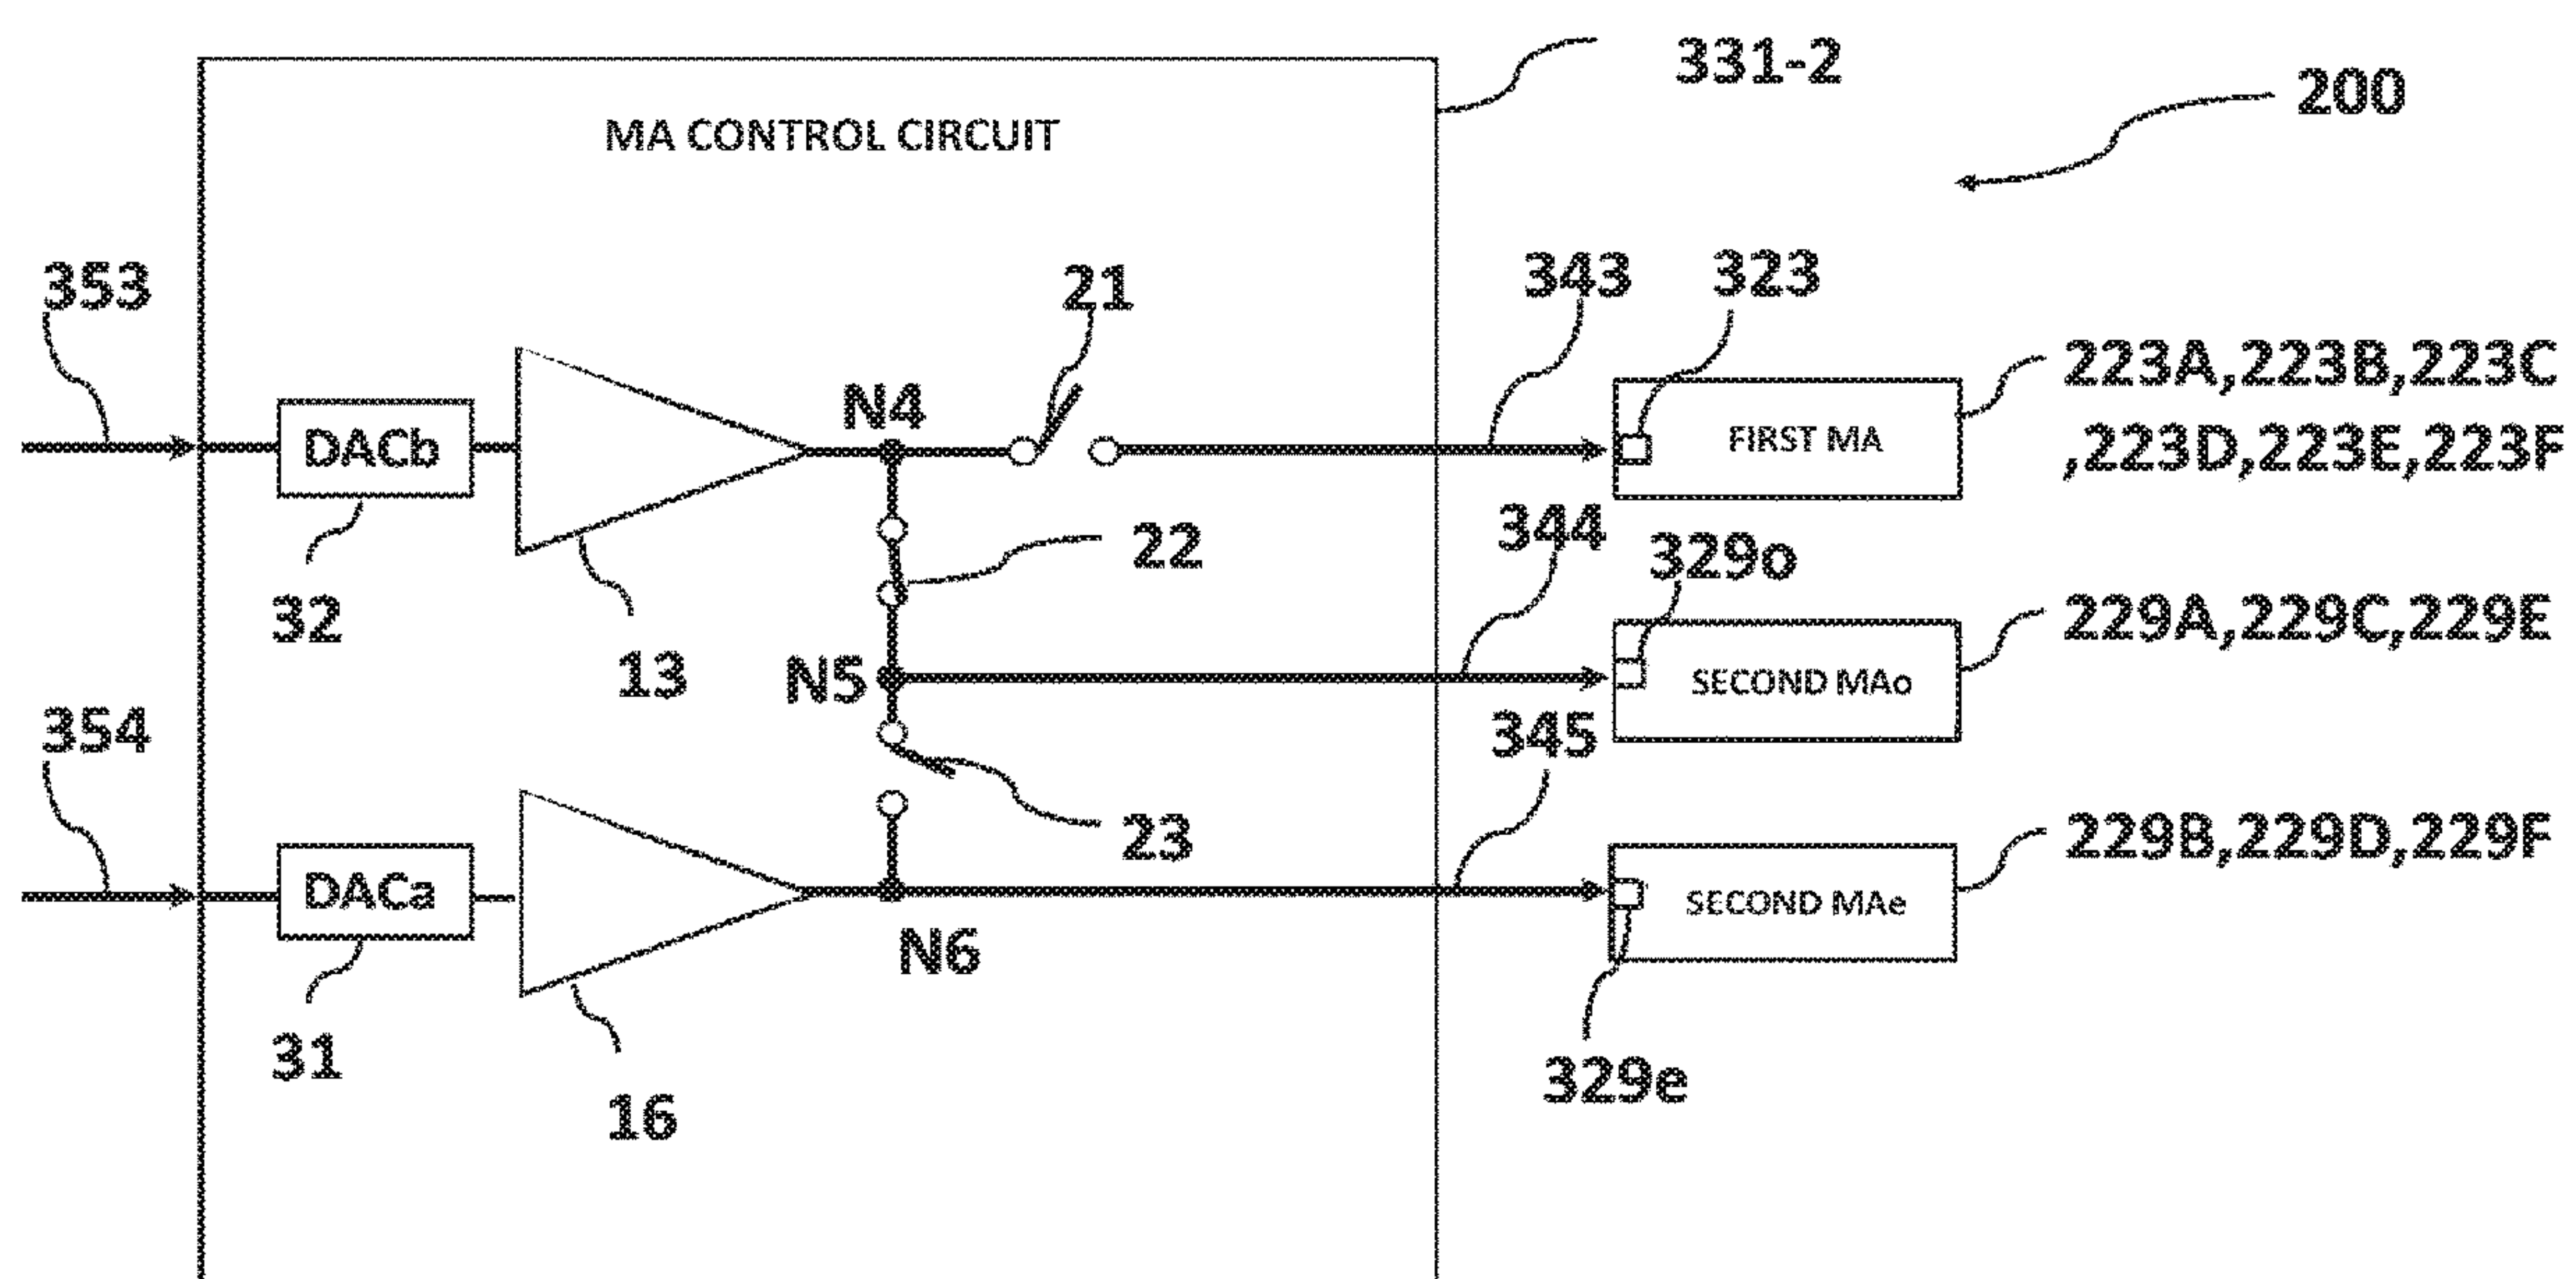 331-2
200
MA CONTROL CIRCUIT
353
21
343
323
223A,223B,223C
,223D,223E,223F
N4
DACb
FIRST MA
32
13
22
344
329o
229A,229C,229E
N5
SECOND MAo
354
345
23
229B,229D,229F
DACa
SECOND MAe
N6
31
16
329e